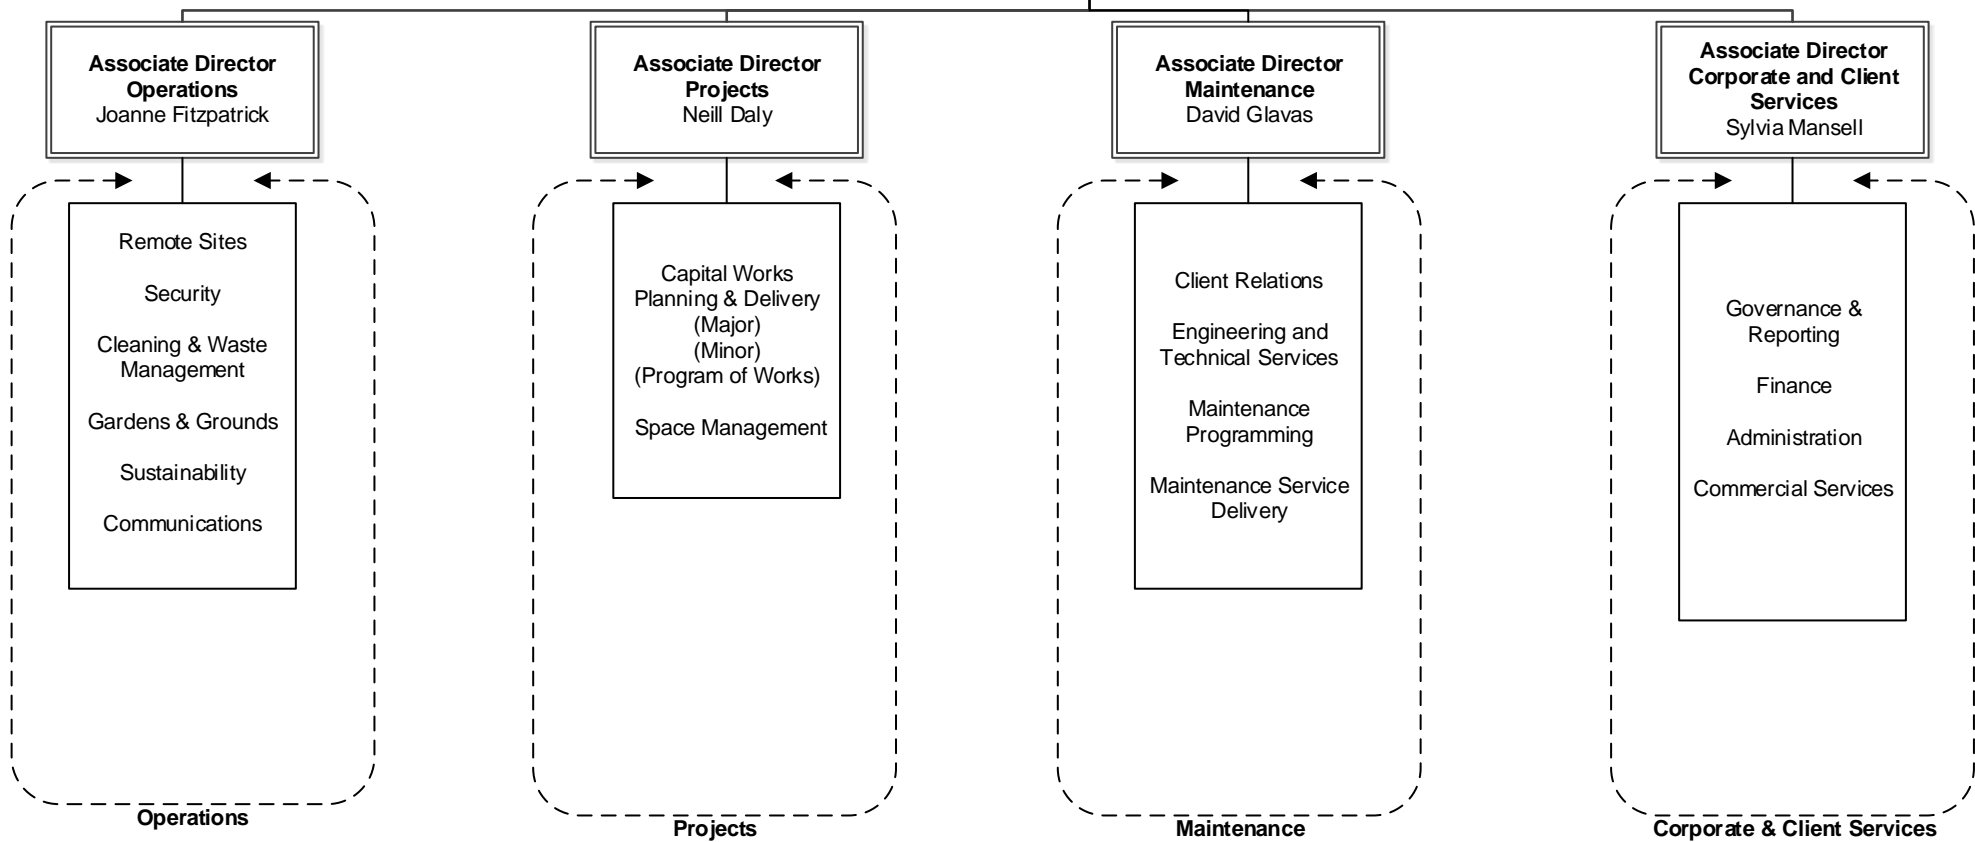 Associate Director
Operations
Joanne Fitzpatrick
Remote Sites
Security
Cleaning & Waste
Management
Gardens & Grounds
Sustainability
Communications
Operations
Associate Director
Projects
Neill Daly
Capital Works
Planning & Delivery
(Major)
(Minor)
(Program of Works)
Space Management
Projects
Associate Director
Maintenance
David Glavas
Client Relations
Engineering and
Technical Services
Maintenance
Programming
Maintenance Service
Delivery
Maintenance
Associate Director
Corporate and Client
Services
Sylvia Mansell
Governance &
Reporting
Finance
Administration
Commercial Services
Corporate & Client Services